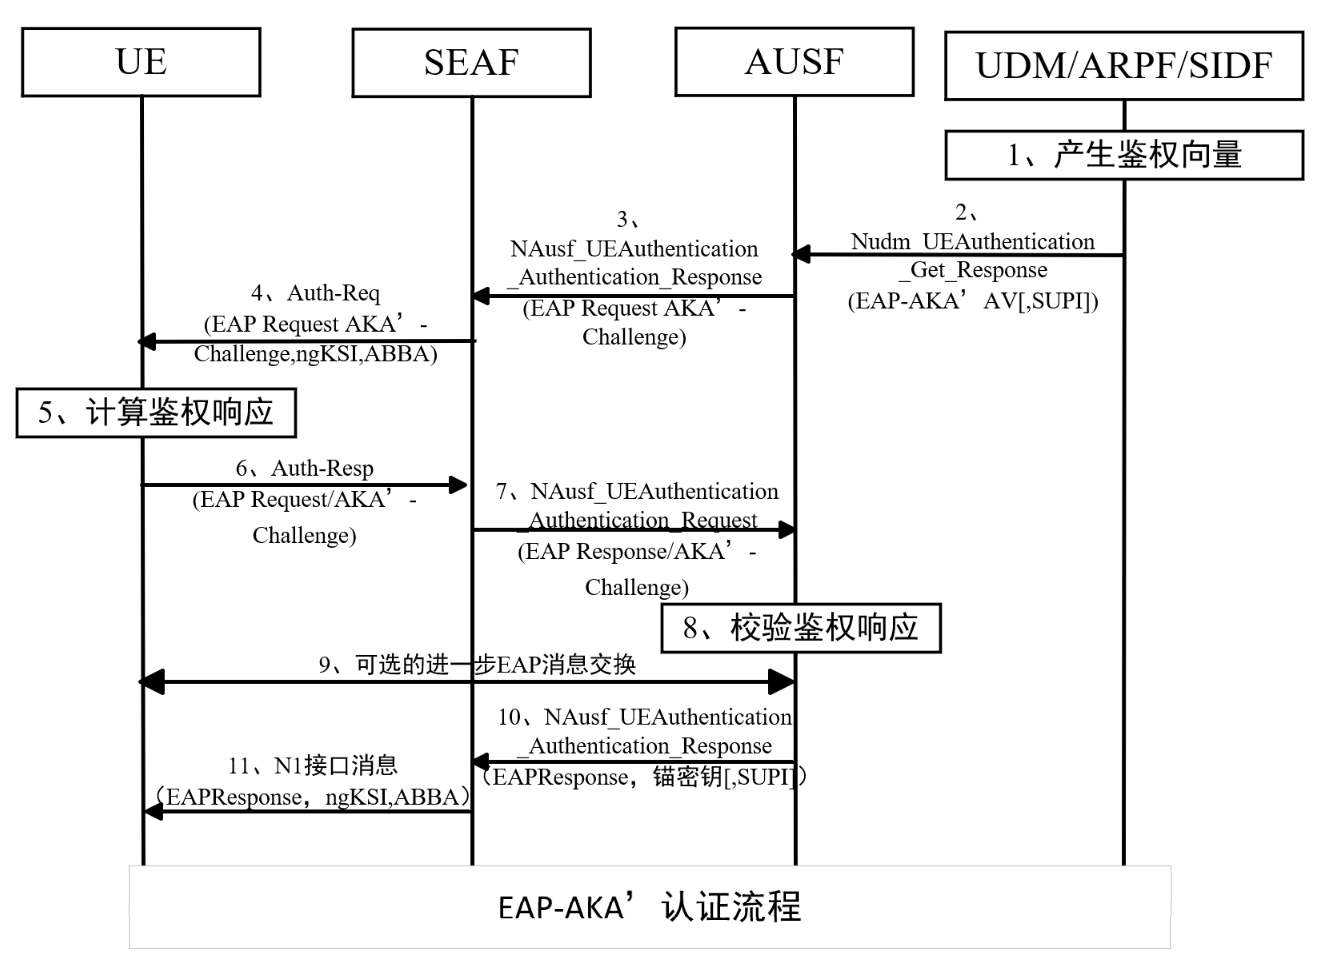 UE
SEAF
AUSF
UDM/ARPF/SIDF
1、产生鉴权向量
2、
Nudm_UEAuthentication
_Get_Response
(EAP-AKA’AV[,SUPI])
3、
NAusf_UEAuthentication
_Authentication_Response
(EAP Request AKA’-
Challenge)
4、Auth-Req
(EAP Request AKA’-
Challenge,ngKSI,ABBA)
5、计算鉴权响应
6、Auth-Resp
(EAP Request/AKA’-
Challenge)
7、NAusf_UEAuthentication
_Authentication_Request
(EAP Response/AKA’-
Challenge)
8、校验鉴权响应
9、可选的进一步EAP消息交换
10、NAusf_UEAuthentication
_Authentication_Response
（EAPResponse，锚密钥[,SUPI]）
11、N1接口消息
（EAPResponse，ngKSI,ABBA）
EAP-AKA’认证流程